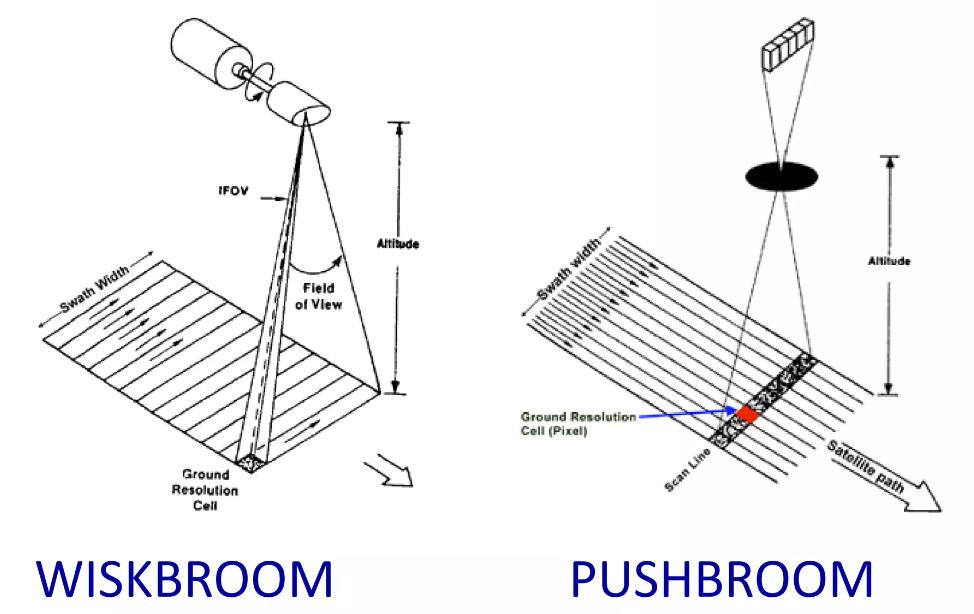 IFOV
Altitude
Field
of View
Swath Width
Ground
Resolution
Cell
WISKBROOM
Swath width
Altitude
Ground Resolution
Cell (Pixel)
Scan Line
Satellite path
PUSHBROOM